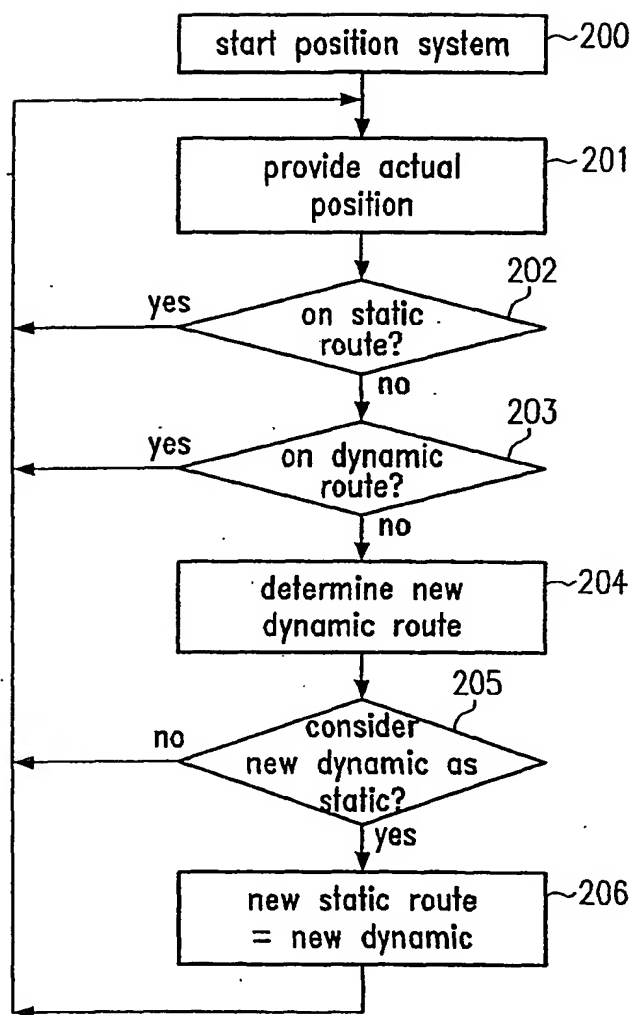 start position system
200
provide actual
position
201
202
yes
on static
route?
no
203
yes
on dynamic
route?
no
determine new
dynamic route
204
205
no
consider
new dynamic as
static?
yes
new static route
= new dynamic
206